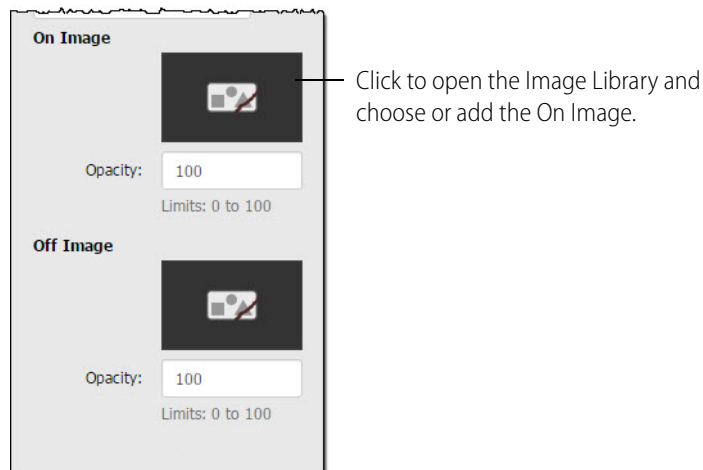 On Image
Click to open the Image Library and
choose or add the On Image.
Opacity:
100
Limits: 0 to 100
Off Image
Opacity:
100
Limits: 0 to 100